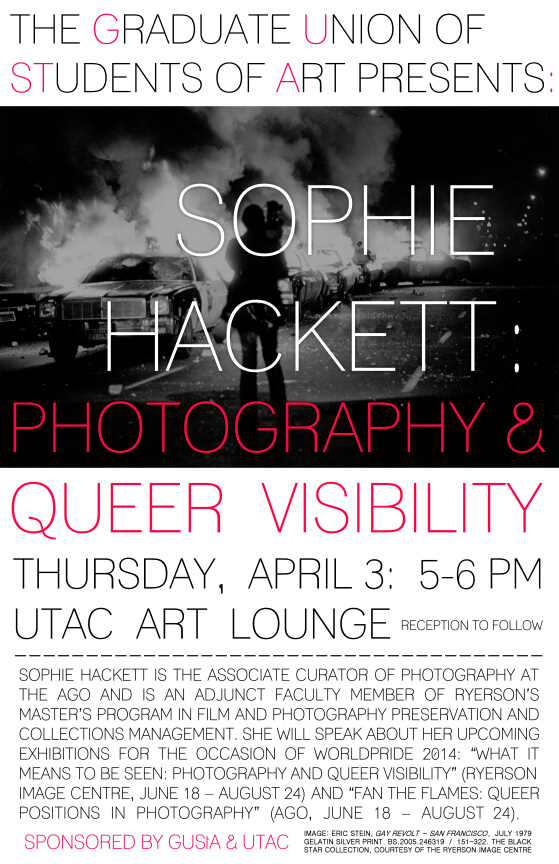 THE GRADUATE UNION OF
STUDENTS OF ART PRESENTS:
SOPHIE
HACKETT:
PHOTOGRAPHY &
QUEER VISIBILITY
THURSDAY, APRIL 3: 5-6 PM
UTAC ART LOUNGE RECEPTION TO FOLLOW
SOPHIE HACKETT IS THE ASSOCIATE CURATOR OF PHOTOGRAPHY AT
THE AGO AND IS AN ADJUNCT FACULTY MEMBER OF RYERSON'S
MASTER'S PROGRAM IN FILM AND PHOTOGRAPHY PRESERVATION AND
COLLECTIONS MANAGEMENT. SHE WILL SPEAK ABOUT HER UPCOMING
EXHIBITIONS FOR THE OCCASION OF WORLDPRIDE 2014: "WHAT IT
MEANS TO BE SEEN: PHOTOGRAPHY AND QUEER VISIBILITY" (RYERSON
IMAGE CENTRE, JUNE 18 – AUGUST 24) AND "FAN THE FLAMES: QUEER
POSITIONS IN PHOTOGRAPHY" (AGO, JUNE 18 – AUGUST 24).
SPONSORED BY GUStA & UTAC
IMAGE: ERIC STEIN, GAY REVOLT – SAN FRANCISCO, JULY 1979
GELATIN SILVER PRINT. BS.2005.246319 / 151-322. THE BLACK
STAR COLLECTION, COURTESY OF THE RYERSON IMAGE CENTRE